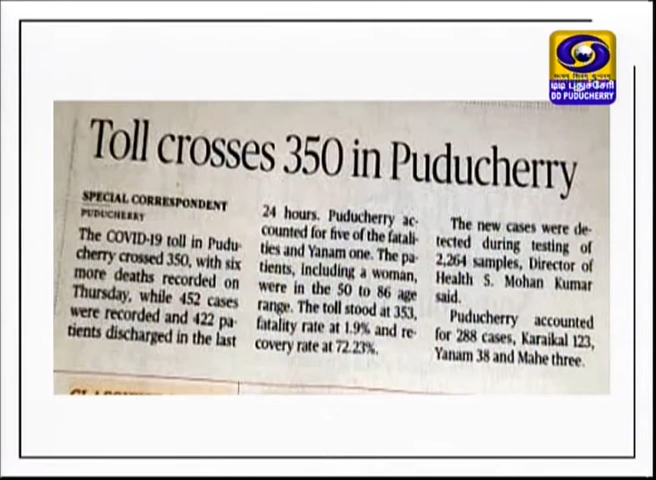 டிடி புதுச்சேரி
DD PUDUCHERRY
Toll crosses 350 in Puducherry
SPECIAL CORRESPONDENT
PUDUCHERRY
The COVID-19 toll in Pudu-
cherry crossed 350, with six
more deaths recorded on
Thursday, while 452 cases
were recorded and 422 pa-
tients discharged in the last
24 hours. Puducherry ac-
counted for five of the fatali-
ties and Yanam one. The pa-
tients, including a woman,
were in the 50 to 86 age
range. The toll stood at 353,
fatality rate at 1.9% and re-
covery rate at 72.23%.
The new cases were de-
tected during testing of
2,264 samples, Director of
Health S. Mohan Kumar
said.
Puducherry accounted
for 288 cases, Karaikal 123,
Yanam 38 and Mahe three.